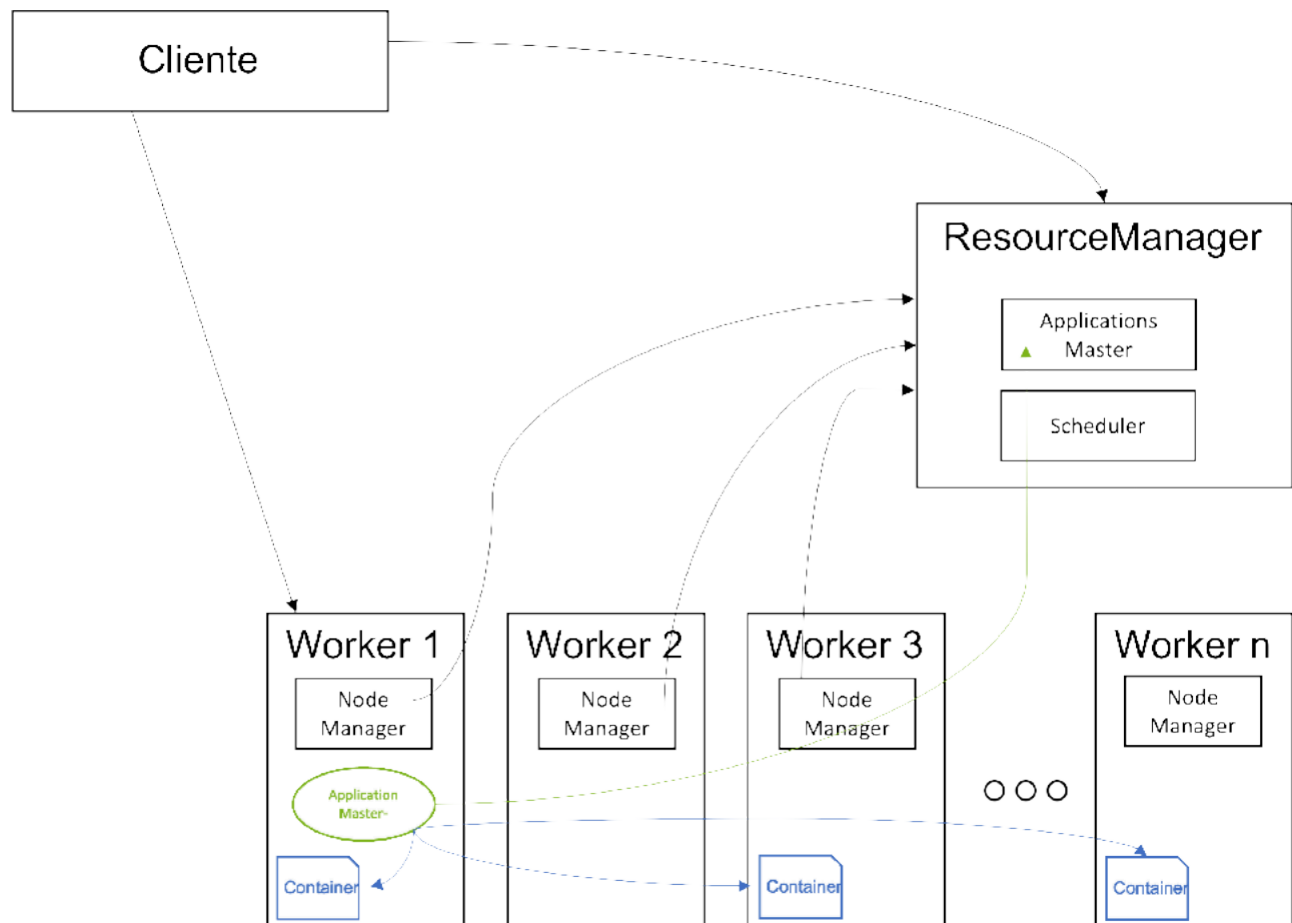 Cliente
ResourceManager
Applications
Master
Scheduler
Worker 1
Node
Manager
Application
Master-
Container
Worker 2
Node
Manager
Worker 3
Node
Manager
Container
Worker n
Node
Manager
Container